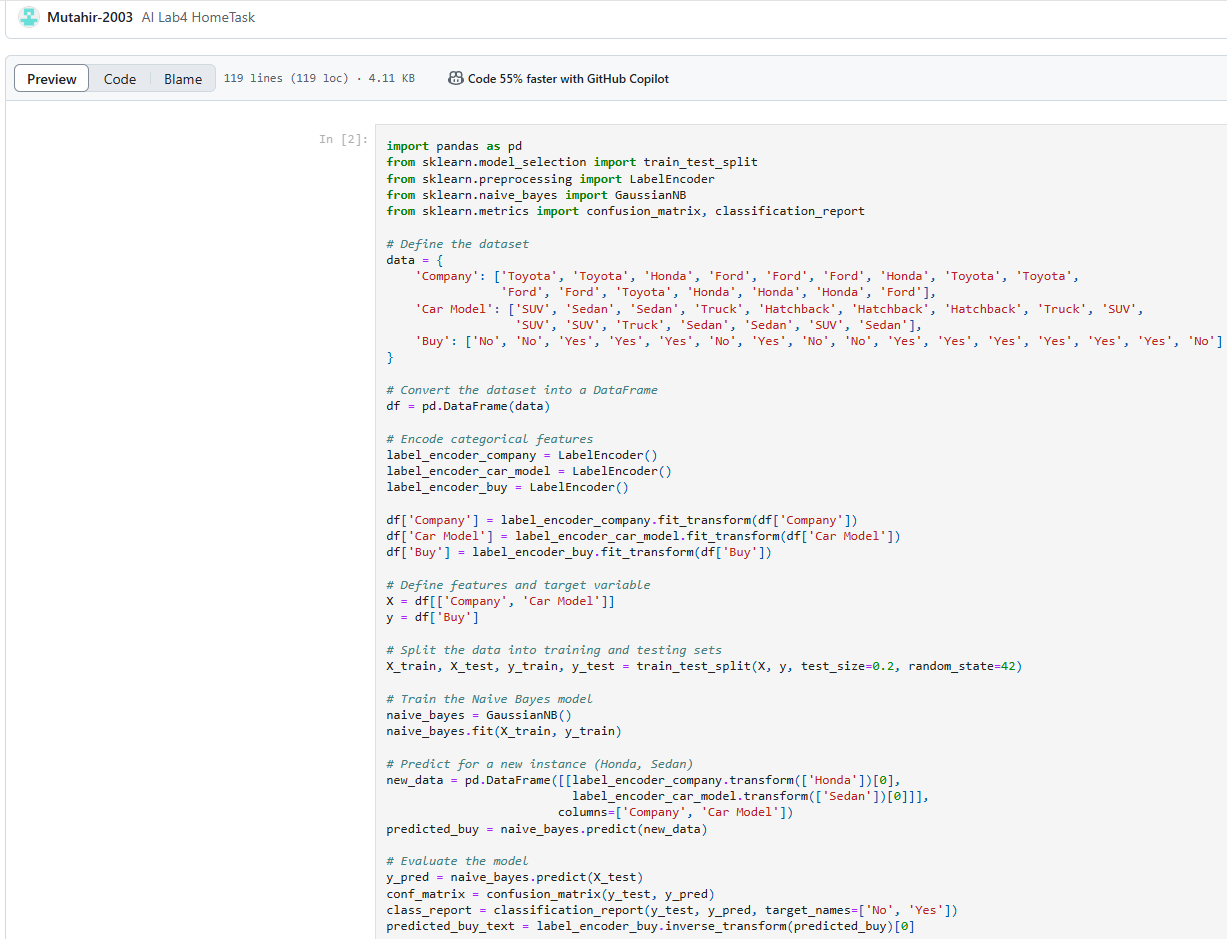 Mutahir-2003 AI Lab4 HomeTask
Preview Code Blame 119 lines (119 loc) · 4.11 KB Code 55% faster with GitHub Copilot
In [2]:
import pandas as pd
from sklearn.model_selection import train_test_split
from sklearn.preprocessing import LabelEncoder
from sklearn.naive_bayes import GaussianNB
from sklearn.metrics import confusion_matrix, classification_report

# Define the dataset
data = {
    'Company': ['Toyota', 'Toyota', 'Honda', 'Ford', 'Ford', 'Ford', 'Honda', 'Toyota', 'Toyota',
                'Ford', 'Ford', 'Toyota', 'Honda', 'Honda', 'Honda', 'Ford'],
    'Car Model': ['SUV', 'Sedan', 'Sedan', 'Truck', 'Hatchback', 'Hatchback', 'Hatchback', 'Truck', 'SUV',
                  'SUV', 'SUV', 'Truck', 'Sedan', 'Sedan', 'SUV', 'Sedan'],
    'Buy': ['No', 'No', 'Yes', 'Yes', 'Yes', 'No', 'Yes', 'No', 'No', 'Yes', 'Yes', 'Yes', 'Yes', 'Yes', 'Yes', 'No']
}

# Convert the dataset into a DataFrame
df = pd.DataFrame(data)

# Encode categorical features
label_encoder_company = LabelEncoder()
label_encoder_car_model = LabelEncoder()
label_encoder_buy = LabelEncoder()

df['Company'] = label_encoder_company.fit_transform(df['Company'])
df['Car Model'] = label_encoder_car_model.fit_transform(df['Car Model'])
df['Buy'] = label_encoder_buy.fit_transform(df['Buy'])

# Define features and target variable
X = df[['Company', 'Car Model']]
y = df['Buy']

# Split the data into training and testing sets
X_train, X_test, y_train, y_test = train_test_split(X, y, test_size=0.2, random_state=42)

# Train the Naive Bayes model
naive_bayes = GaussianNB()
naive_bayes.fit(X_train, y_train)

# Predict for a new instance (Honda, Sedan)
new_data = pd.DataFrame([[label_encoder_company.transform(['Honda'])[0],
                          label_encoder_car_model.transform(['Sedan'])[0]]],
                        columns=['Company', 'Car Model'])
predicted_buy = naive_bayes.predict(new_data)

# Evaluate the model
y_pred = naive_bayes.predict(X_test)
conf_matrix = confusion_matrix(y_test, y_pred)
class_report = classification_report(y_test, y_pred, target_names=['No', 'Yes'])
predicted_buy_text = label_encoder_buy.inverse_transform(predicted_buy)[0]